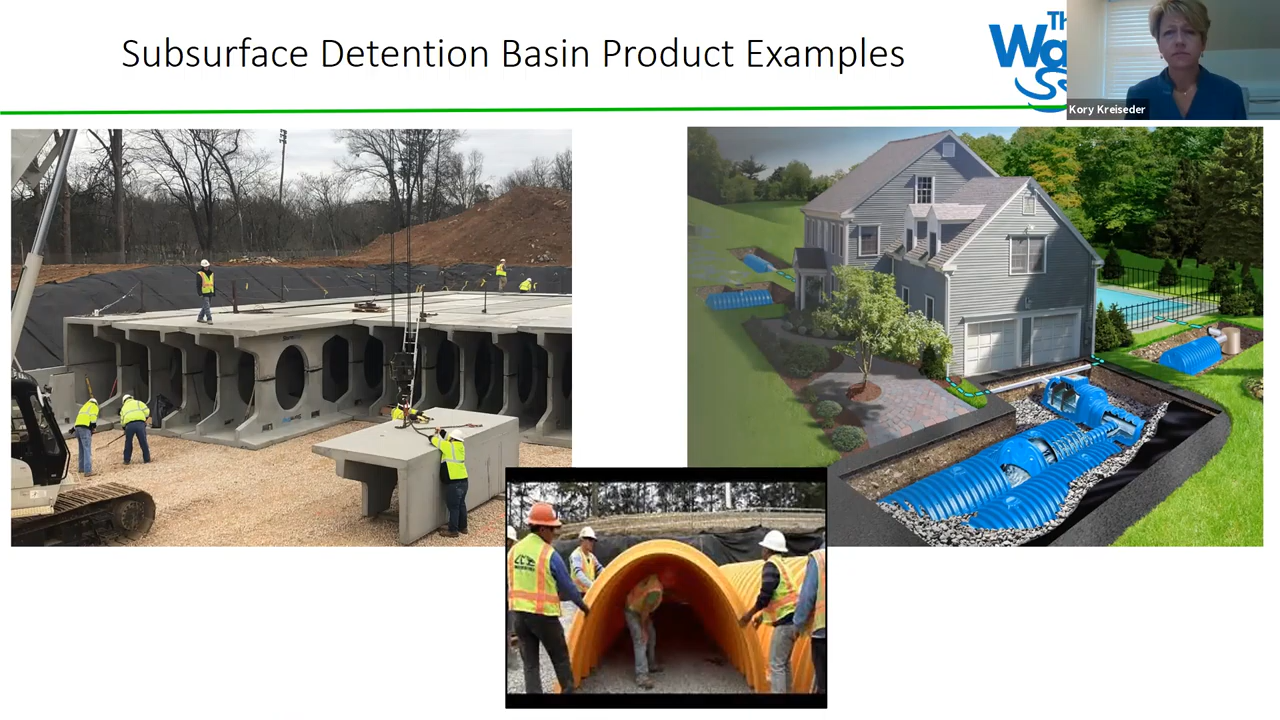 Subsurface Detention Basin Product Examples
Kory Kreiseder